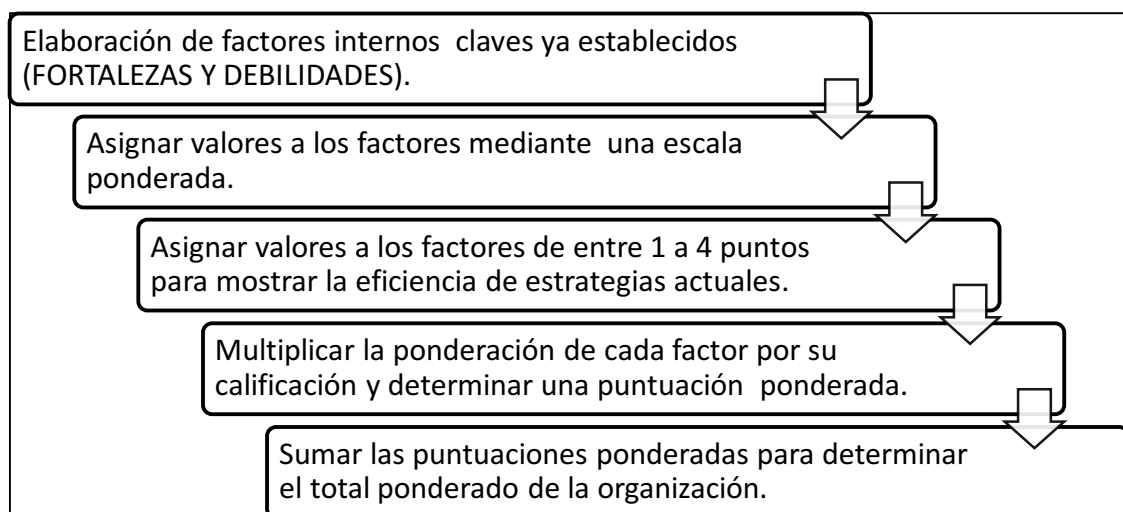 Elaboración de factores internos claves ya establecidos
(FORTALEZAS Y DEBILIDADES).
Asignar valores a los factores mediante una escala
ponderada.
Asignar valores a los factores de entre 1 a 4 puntos
para mostrar la eficiencia de estrategias actuales.
Multiplicar la ponderación de cada factor por su
calificación y determinar una puntuación ponderada.
Sumar las puntuaciones ponderadas para determinar
el total ponderado de la organización.